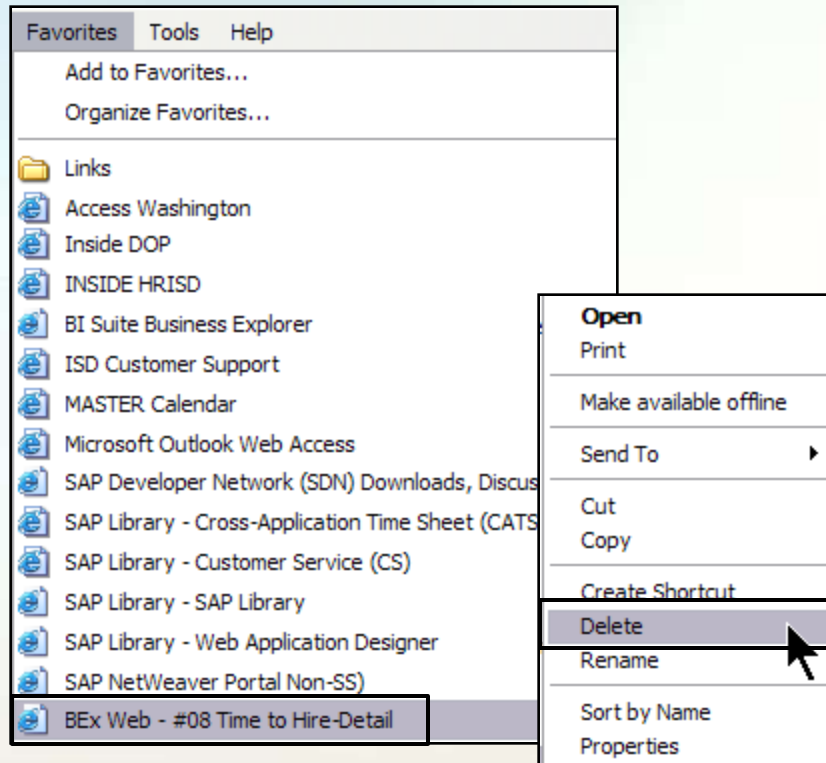 Favorites Tools Help
Add to Favorites...
Organize Favorites...
Links
Access Washington
Inside DOP
INSIDE HRISD
BI Suite Business Explorer
ISD Customer Support
MASTER Calendar
Microsoft Outlook Web Access
SAP Developer Network (SDN) Downloads, Discus
SAP Library - Cross-Application Time Sheet (CATS
SAP Library - Customer Service (CS)
SAP Library - SAP Library
SAP Library - Web Application Designer
SAP NetWeaver Portal Non-SS)
BEx Web - #08 Time to Hire-Detail
Open
Print
Make available offline
Send To
Cut
Copy
Create Shortcut
Delete
Rename
Sort by Name
Properties